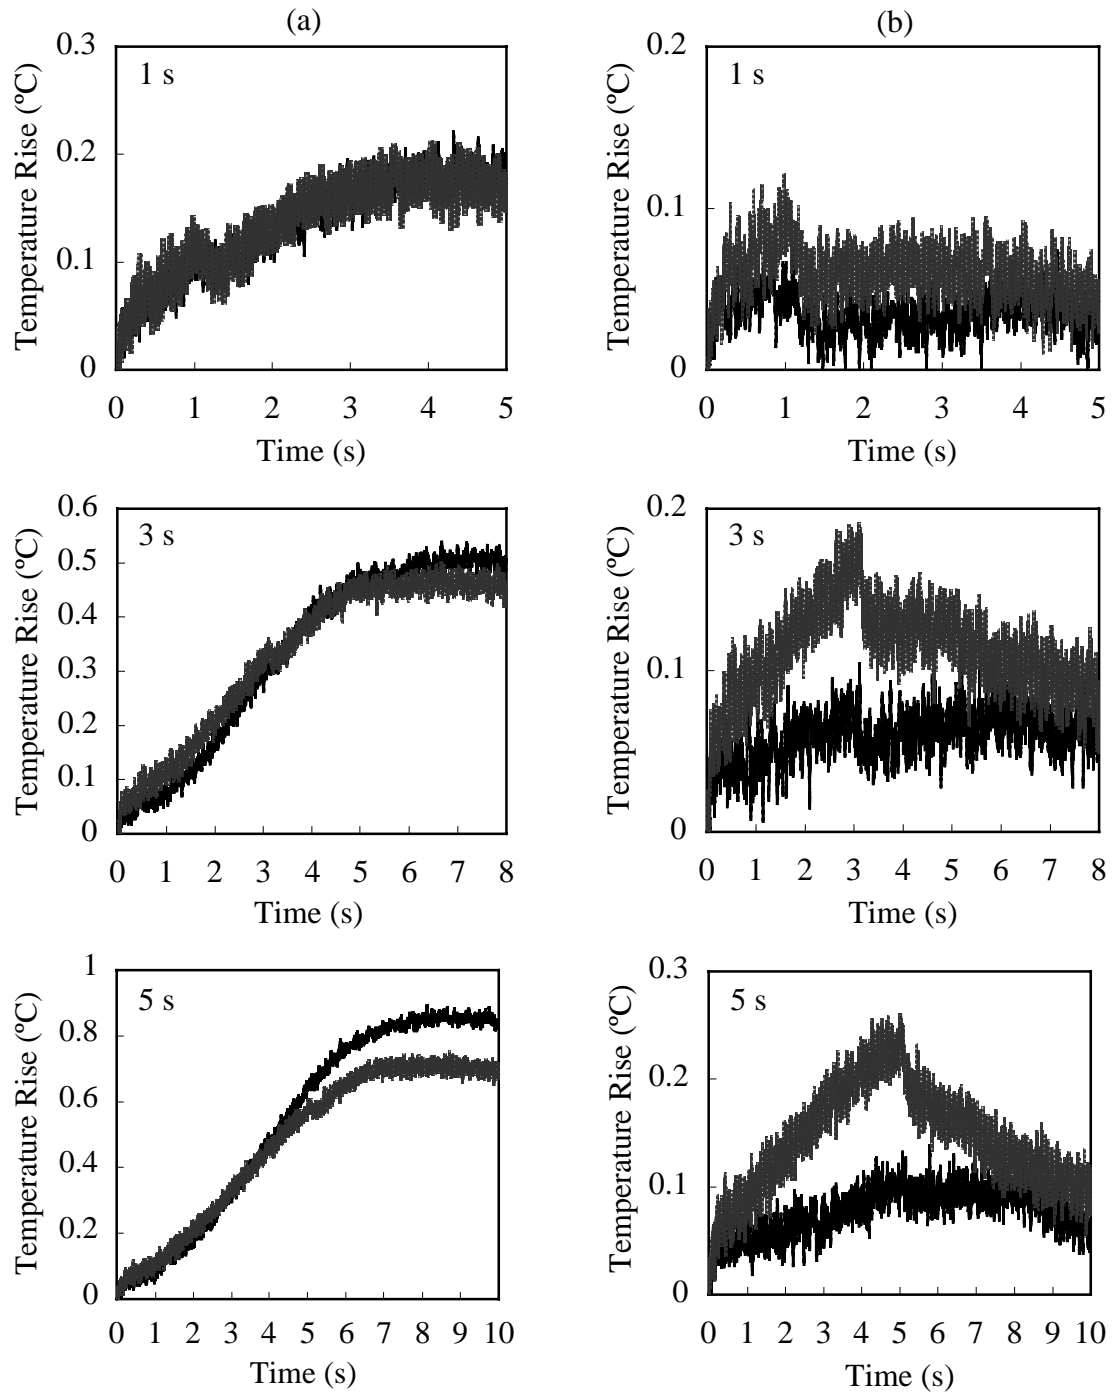 (a)
(b)
Temperature Rise (ºC)
0.3
0.2
0.1
0
1 s
0 1 2 3 4 5
Time (s)
Temperature Rise (ºC)
0.2
0.1
0
1 s
0 1 2 3 4 5
Time (s)
Temperature Rise (ºC)
0.6
0.5
0.4
0.3
0.2
0.1
0
3 s
0 1 2 3 4 5 6 7 8
Time (s)
Temperature Rise (ºC)
0.2
0.1
0
3 s
0 1 2 3 4 5 6 7 8
Time (s)
Temperature Rise (ºC)
1
0.8
0.6
0.4
0.2
0
5 s
0 1 2 3 4 5 6 7 8 9 10
Time (s)
Temperature Rise (ºC)
0.3
0.2
0.1
0
5 s
0 1 2 3 4 5 6 7 8 9 10
Time (s)